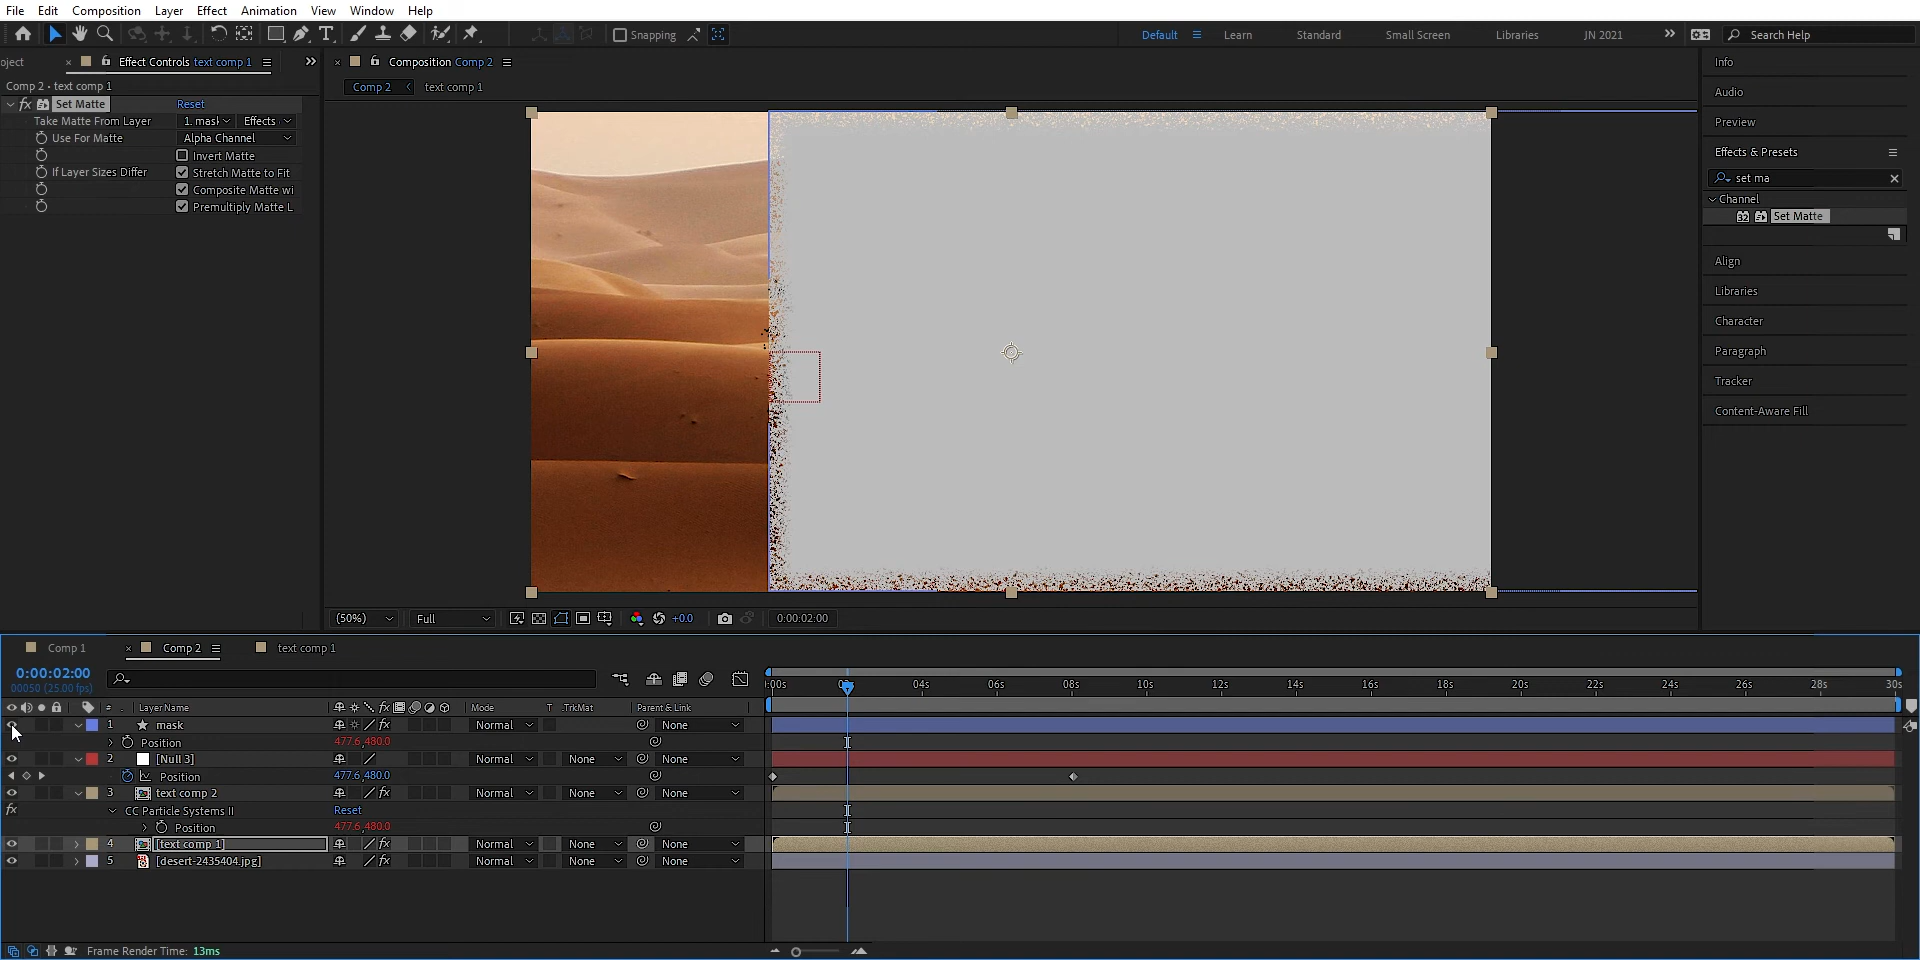 File Edit Composition Layer Effect Animation View Window Help
Snapping
Default Learn Standard Small Screen Libraries JN 2021 Search Help
oject Effect Controls text comp 1
Composition Comp 2
Comp 2 • text comp 1
Comp 2 text comp 1
fx Set Matte Reset
Take Matte From Layer 1. mask Effects
Use For Matte Alpha Channel
Invert Matte
If Layer Sizes Differ Stretch Matte to Fit
Composite Matte wi
Premultiply Matte L
Info
Audio
Preview
Effects & Presets
set ma
Channel
32 Set Matte
Align
Libraries
Character
Paragraph
Tracker
Content-Aware Fill
(50%) Full +0.0 0:00:02:00
Comp 1 Comp 2 text comp 1
0:00:02:00
00050 (25.00 fps)
:00s 02s 04s 06s 08s 10s 12s 14s 16s 18s 20s 22s 24s 26s 28s 30s
# Layer Name fx Mode T .TrkMat Parent & Link
1 mask Normal None
Position 477.6,480.0
2 [Null 3] Normal None None
Position 477.6,480.0
3 text comp 2 fx Normal None None
fx CC Particle Systems II Reset
Position 477.6,480.0
4 [text comp 1] fx Normal None None
5 [desert-2435404.jpg] fx Normal None None
Frame Render Time: 13ms